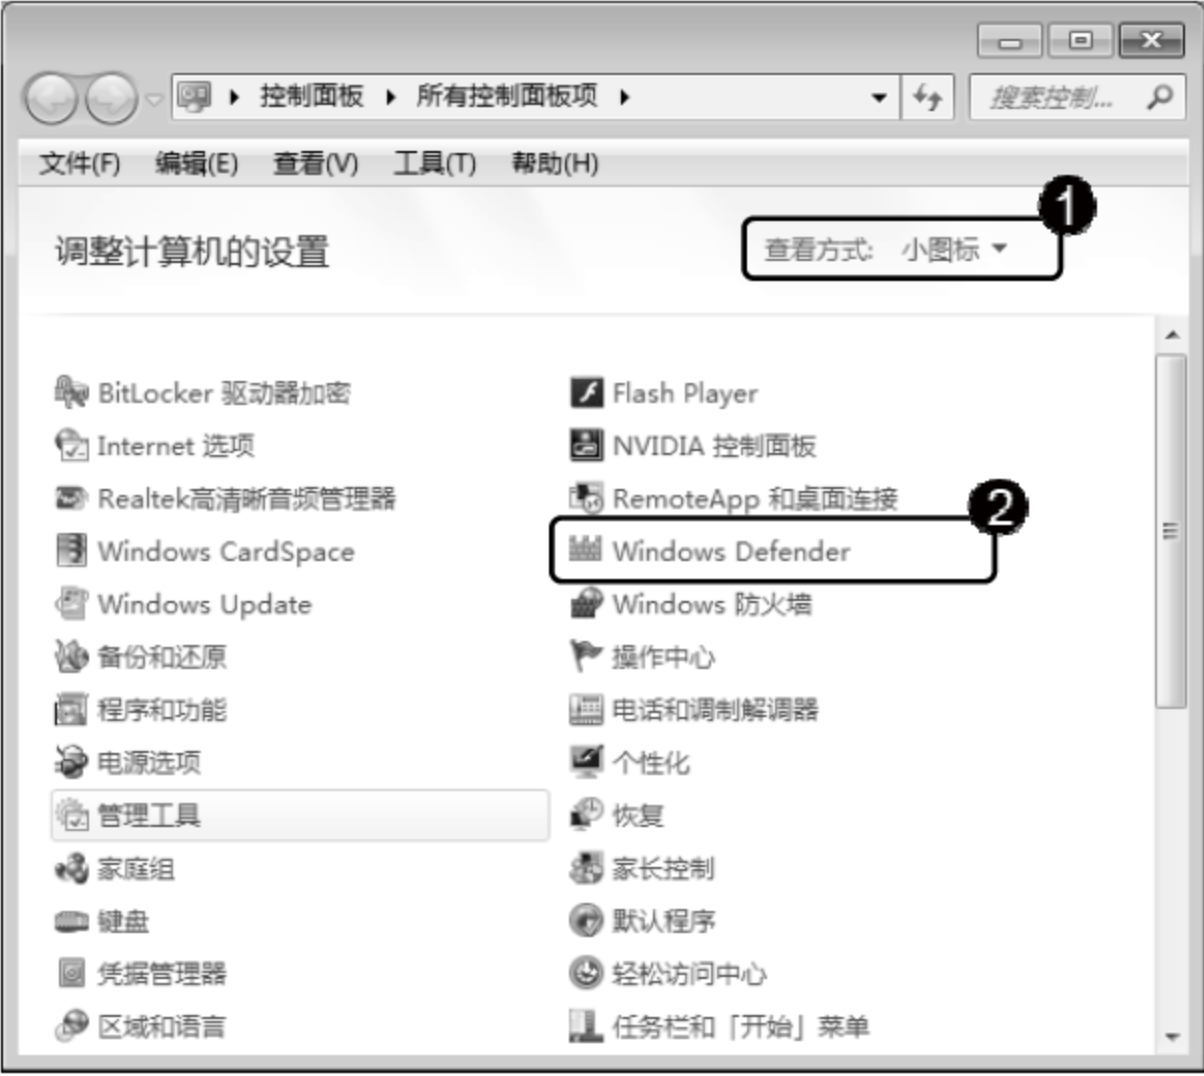 控制面板 所有控制面板项 搜索控制...
文件(F) 编辑(E) 查看(V) 工具(T) 帮助(H)
1
调整计算机的设置 查看方式: 小图标
BitLocker 驱动器加密 Flash Player
Internet 选项 NVIDIA 控制面板
Realtek高清晰音频管理器 RemoteApp 和桌面连接
2
Windows CardSpace Windows Defender
Windows Update Windows 防火墙
备份和还原 操作中心
程序和功能 电话和调制解调器
电源选项 个性化
管理工具 恢复
家庭组 家长控制
键盘 默认程序
凭据管理器 轻松访问中心
区域和语言 任务栏和「开始」菜单